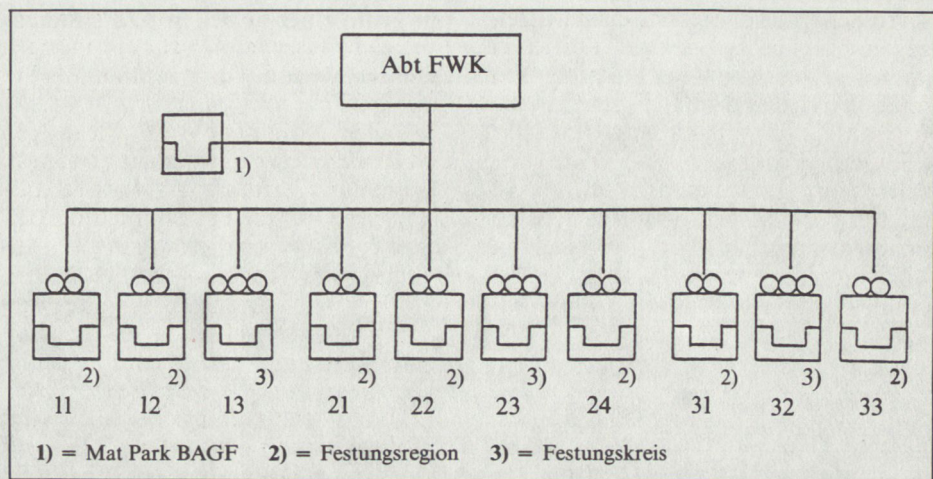 Abt FWK
1)
2) 2) 3) 2) 2) 3) 2) 2) 3) 2)
11 12 13 21 22 23 24 31 32 33
1) = Mat Park BAGF 2) = Festungsregion 3) = Festungskreis